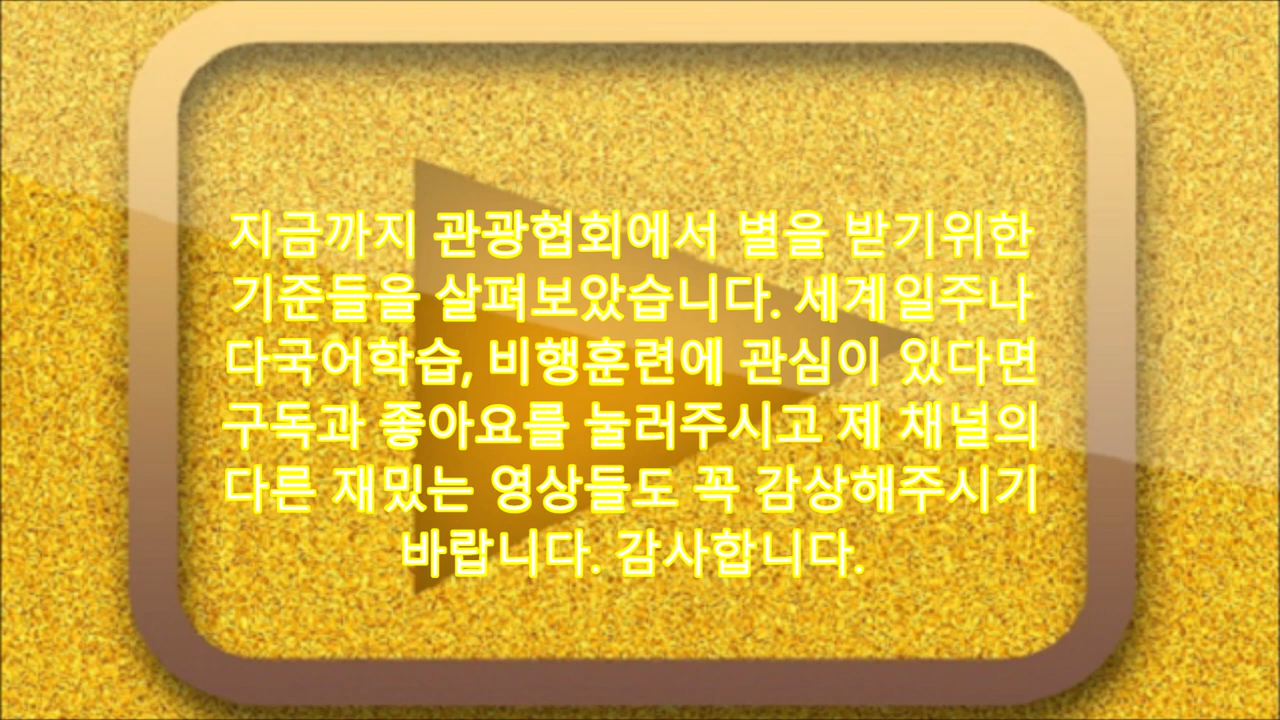 지금까지 관광협회에서 별을 받기위한
기준들을 살펴보았습니다. 세계일주나
다국어학습, 비행훈련에 관심이 있다면
구독과 좋아요를 눌러주시고 제 채널의
다른 재밌는 영상들도 꼭 감상해주시기
바랍니다. 감사합니다.